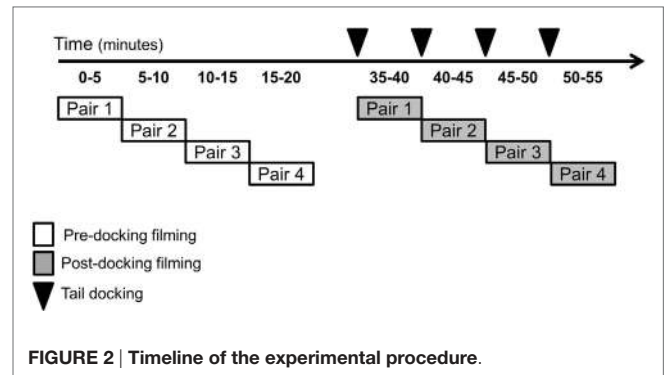 Time (minutes)
0-5 5-10 10-15 15-20 35-40 40-45 45-50 50-55
Pair 1 Pair 1
Pair 2 Pair 2
Pair 3 Pair 3
Pair 4 Pair 4
Pre-docking filming
Post-docking filming
Tail docking
FIGURE 2 | Timeline of the experimental procedure.